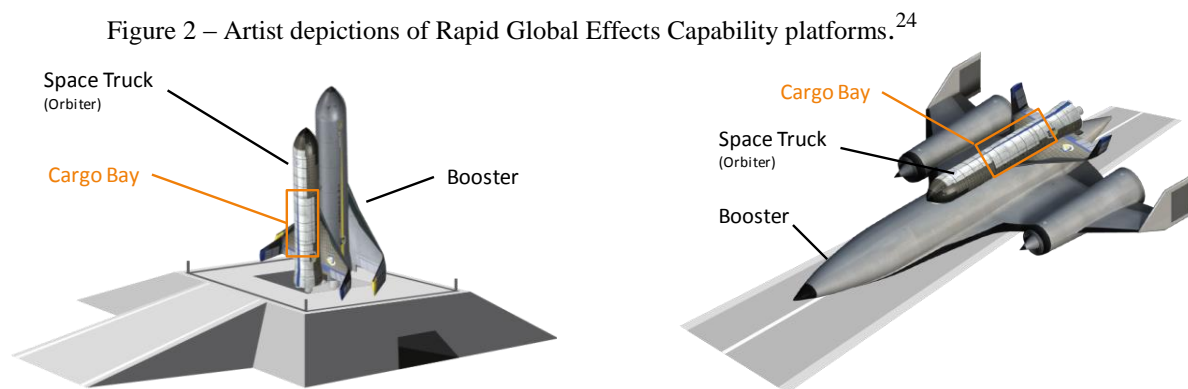 Figure 2 – Artist depictions of Rapid Global Effects Capability platforms.24
Space Truck
(Orbiter)
Cargo Bay
Booster
Cargo Bay
Space Truck
(Orbiter)
Booster